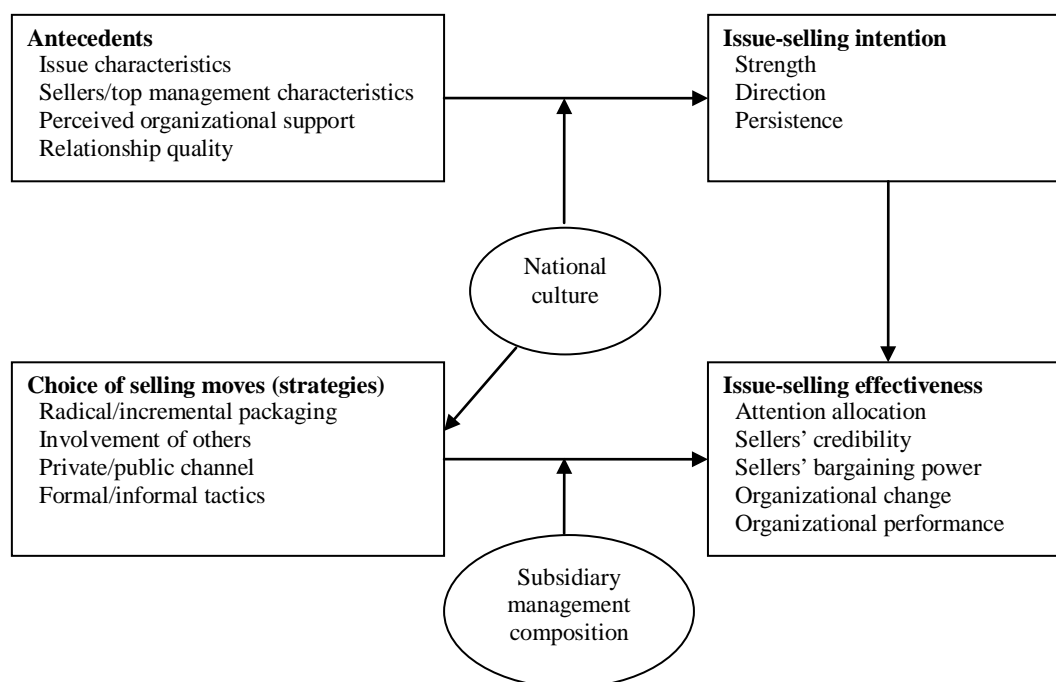 Antecedents
Issue characteristics
Sellers/top management characteristics
Perceived organizational support
Relationship quality
Issue-selling intention
Strength
Direction
Persistence
National
culture
Choice of selling moves (strategies)
Radical/incremental packaging
Involvement of others
Private/public channel
Formal/informal tactics
Issue-selling effectiveness
Attention allocation
Sellers’ credibility
Sellers’ bargaining power
Organizational change
Organizational performance
Subsidiary
management
composition